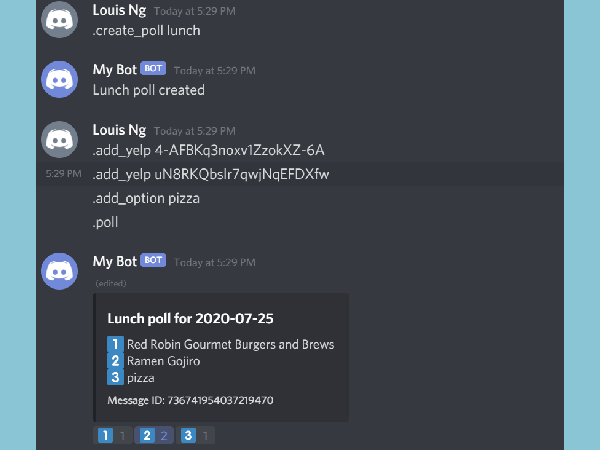 Louis Ng Today at 5:29 PM
.create_poll lunch
My Bot BOT Today at 5:29 PM
Lunch poll created
Louis Ng Today at 5:29 PM
.add_yelp 4-AFBKq3noxv1ZzokXZ-6A
5:29 PM .add_yelp uN8RKQbslr7qwjNqEFDXfw
.add_option pizza
.poll
My Bot BOT Today at 5:29 PM
(edited)
Lunch poll for 2020-07-25
1 Red Robin Gourmet Burgers and Brews
2 Ramen Gojiro
3 pizza
Message ID: 736741954037219470
1 1 2 2 3 1